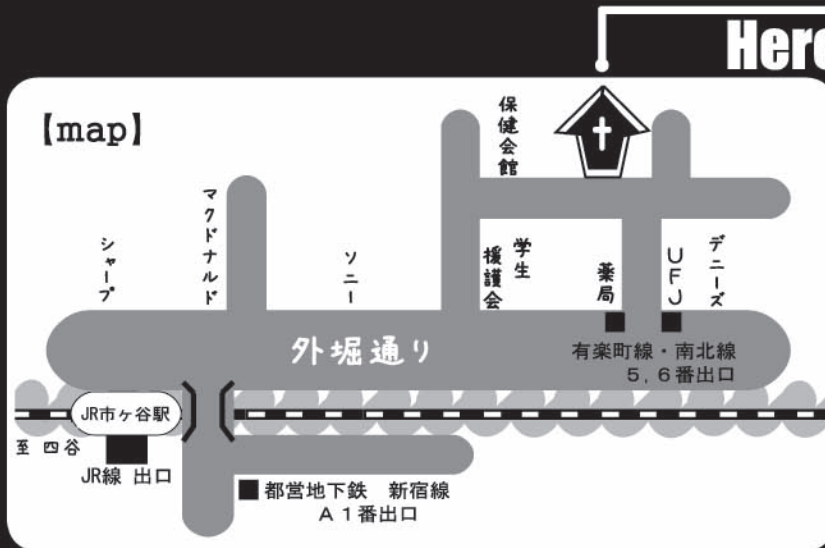 Here
【map】
保健会館
マクドナルド
シャープ
ソニー
学生
援護会
薬局
UFJ
デニーズ
外堀通り
有楽町線・南北線
5,6番出口
JR市ヶ谷駅
至 四谷
JR線 出口
都営地下鉄 新宿線
A1番出口